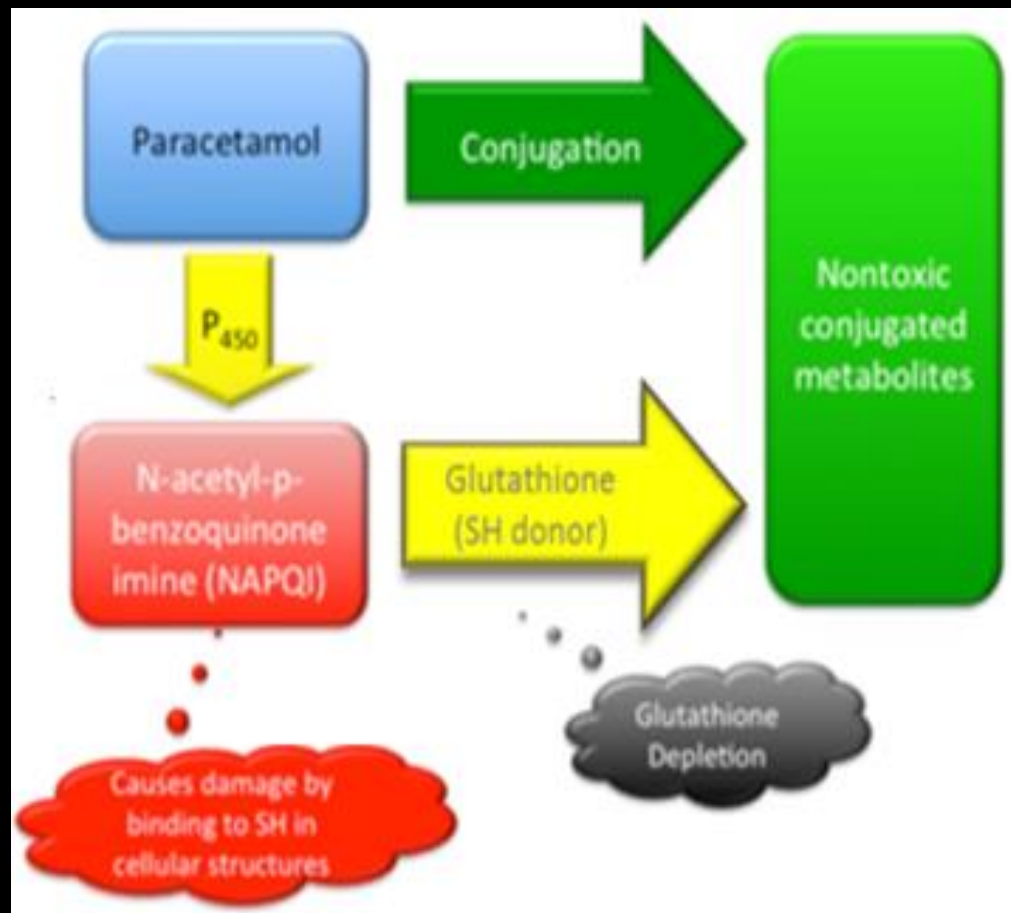 Paracetamol
Conjugation
Nontoxic
conjugated
metabolites
P450
N-acetyl-p-
benzoquinone
imine (NAPQI)
Glutathione
(SH donor)
Glutathione
Depletion
Causes damage by
binding to SH in
cellular structures